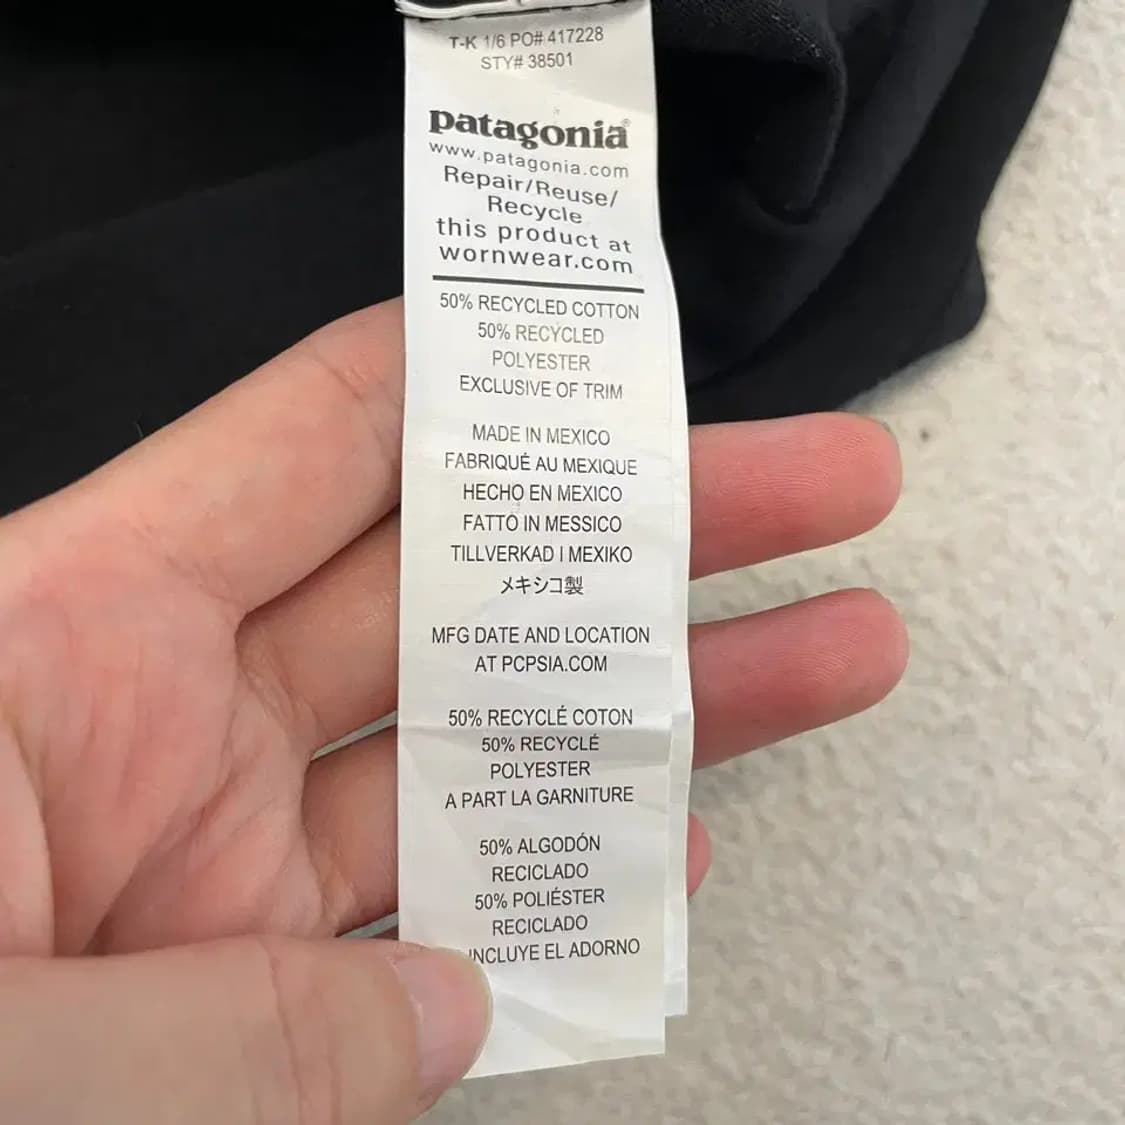 T-K 1/6 PO# 417228
STY# 38501
patagonia®
www.patagonia.com
Repair/Reuse/
Recycle
this product at
wornwear.com
50% RECYCLED COTTON
50% RECYCLED
POLYESTER
EXCLUSIVE OF TRIM
MADE IN MEXICO
FABRIQUÉ AU MEXIQUE
HECHO EN MEXICO
FATTO IN MESSICO
TILLVERKAD I MEXIKO
メキシコ製
MFG DATE AND LOCATION
AT PCPSIA.COM
50% RECYCLÉ COTON
50% RECYCLÉ
POLYESTER
A PART LA GARNITURE
50% ALGODÓN
RECICLADO
50% POLIÉSTER
RECICLADO
INCLUYE EL ADORNO